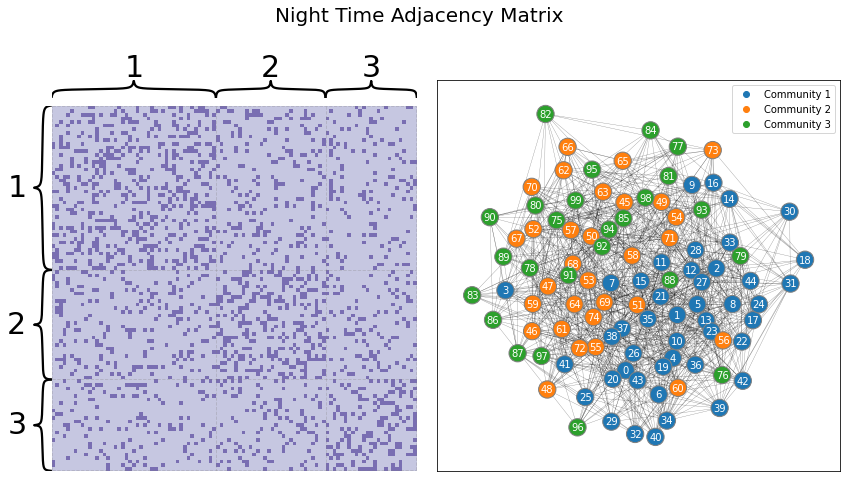 Night Time Adjacency Matrix
1 2 3
1
2
3
Community 1
Community 2
Community 3
82
84
66 77 73
65
62 95 81
70 9 16
63 98 14
80 99 45 49
93 30
90 75 85 54
52 57 94
67 50 71
92 33
28
89 58 79 18
68 11
78 12 2
91
53 7 15 88 27 44 31
3 47
83 21
59 64 69 51 5 8 24
86 74 1 13 17
46 61 37 35 23
38 10 56 22
72 55
87 97 26
41 4 36
0 19
20 43 76 42
48 60
25 6
39
29 34
96 32 40